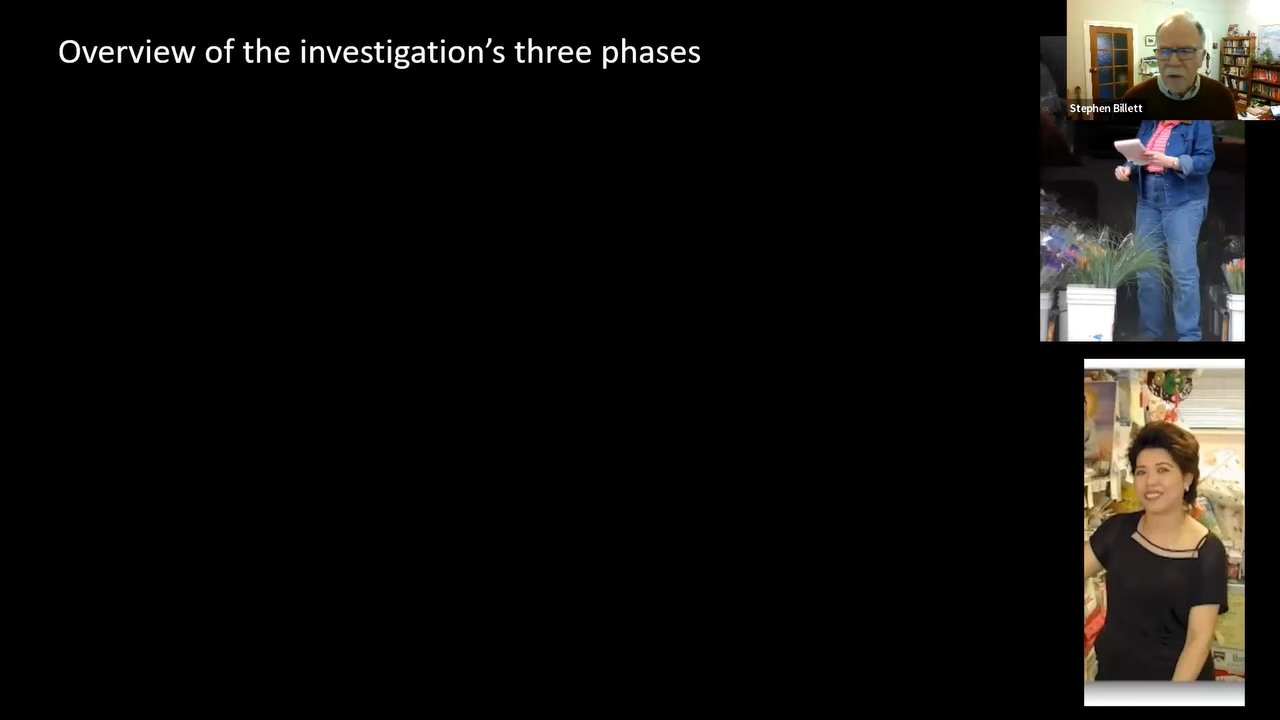 Overview of the investigation’s three phases
Stephen Billett